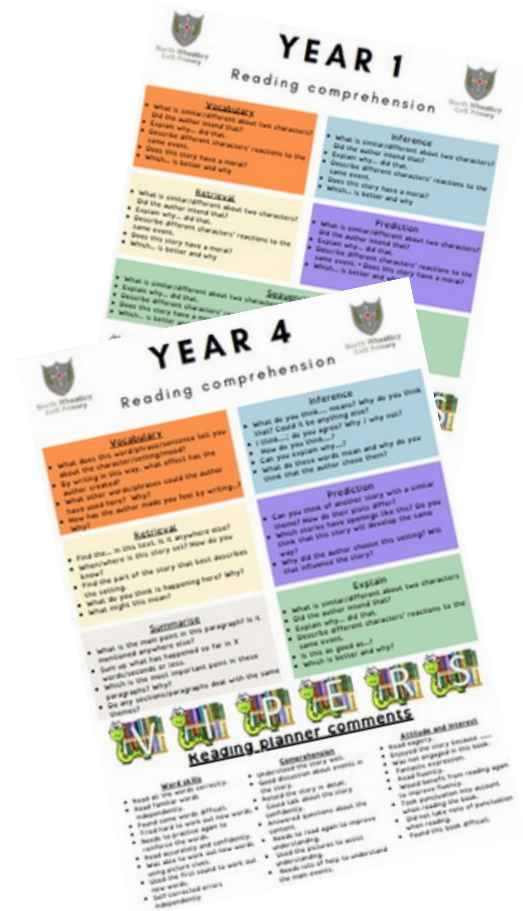 North Wheatley
CofE Primary
YEAR 1
North Wheatley
CofE Primary
Reading comprehension
Vocabulary
What is similar/different about two characters?
Did the author intend that?
Explain why... did that.
Describe different characters' reactions to the
same event.
Does this story have a moral?
Which... is better and why
Inference
What is similar/different about two characters?
Did the author intend that?
Explain why... did that.
Describe different characters' reactions to the
same event.
Does this story have a moral?
Which... is better and why
Retrieval
What is similar/different about two characters?
Did the author intend that?
Explain why... did that.
Describe different characters' reactions to the
same event.
Does this story have a moral?
Which... is better and why
Prediction
What is similar/different about two characters?
Did the author intend that?
Explain why... did that.
Describe different characters' reactions to the
same event. • Does this story have a moral?
Which... is better and
What is similar/different about two
Explain why... did that.
Describe different
Does this story have a
Which... is better
North Wheatley
CofE Primary
YEAR 4
North Wheatley
CofE Primary
Reading comprehension
Vocabulary
What does this word/phrase/sentence tell you
about the character/setting/mood?
By writing in this way, what effect has the
author created?
What other words/phrases could the author
have used here? Why?
How has the author made you feel by writing...?
Why?
Inference
What do you think.... means? Why do you think
that? Could it be anything else?
I think....; do you agree? Why / why not?
How do you think....?
Can you explain why....?
What do these words mean and why do you
think that the author chose them?
Retrieval
Find the... in this text. Is it anywhere else?
When/where is this story set? How do you
know?
Find the part of the story that best describes
the setting.
What do you think is happening here? Why?
What might this mean?
Prediction
Can you think of another story with a similar
theme? How do their plots differ?
Which stories have openings like this? Do you
think that this story will develop the same
way?
Why did the author choose this setting? Will
that influence the story?
Summarise
What is the main point in this paragraph? Is it
mentioned anywhere else?
Sum up what has happened so far in X
words/seconds or less.
Which is the most important point in these
paragraphs? Why?
Do any sections/paragraphs deal with the same
themes?
Explain
What is similar/different about two characters
Did the author intend that?
Explain why... did that.
Describe different characters' reactions to the
same event.
Is this as good as...?
Which is better and why?
V I P E R S
Reading planner comments
Word skills
Read all the words correctly.
Read familiar words
independently.
Found some words difficult.
Tried hard to work out new words.
Needs to practise again to
reinforce the words.
Read accurately and confidently.
Was able to work out new words
using picture clues.
Used the first sound to work out
new words.
Self-corrected errors
independently
Comprehension
Understood the story well.
Good discussion about events in
the story.
Retold the story in detail.
Could talk about the story
confidently.
Answered questions about the
content.
Needs to read again to improve
understanding.
Used the pictures to assist
understanding.
Needs lots of help to understand
the main events.
Attitude and interest
Read eagerly.
Enjoyed the story because
Was not engaged in this book.
Fantastic expression.
Read fluently.
Would benefit from reading again
to improve fluency.
Took punctuation into account
when reading the book.
Did not take note of punctuation
when reading.
Found this book difficult.